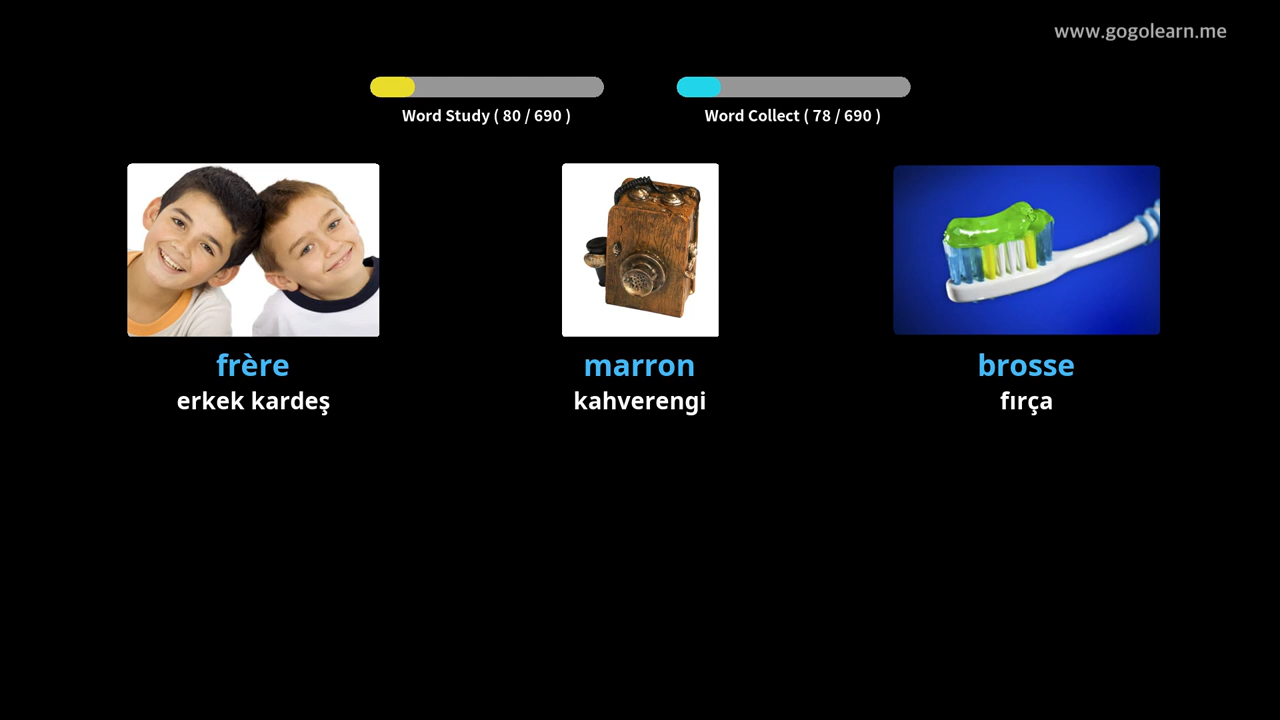 www.gogolearn.me
Word Study ( 80 / 690 )
Word Collect ( 78 / 690 )
frère
erkek kardeş
marron
kahverengi
brosse
fırça